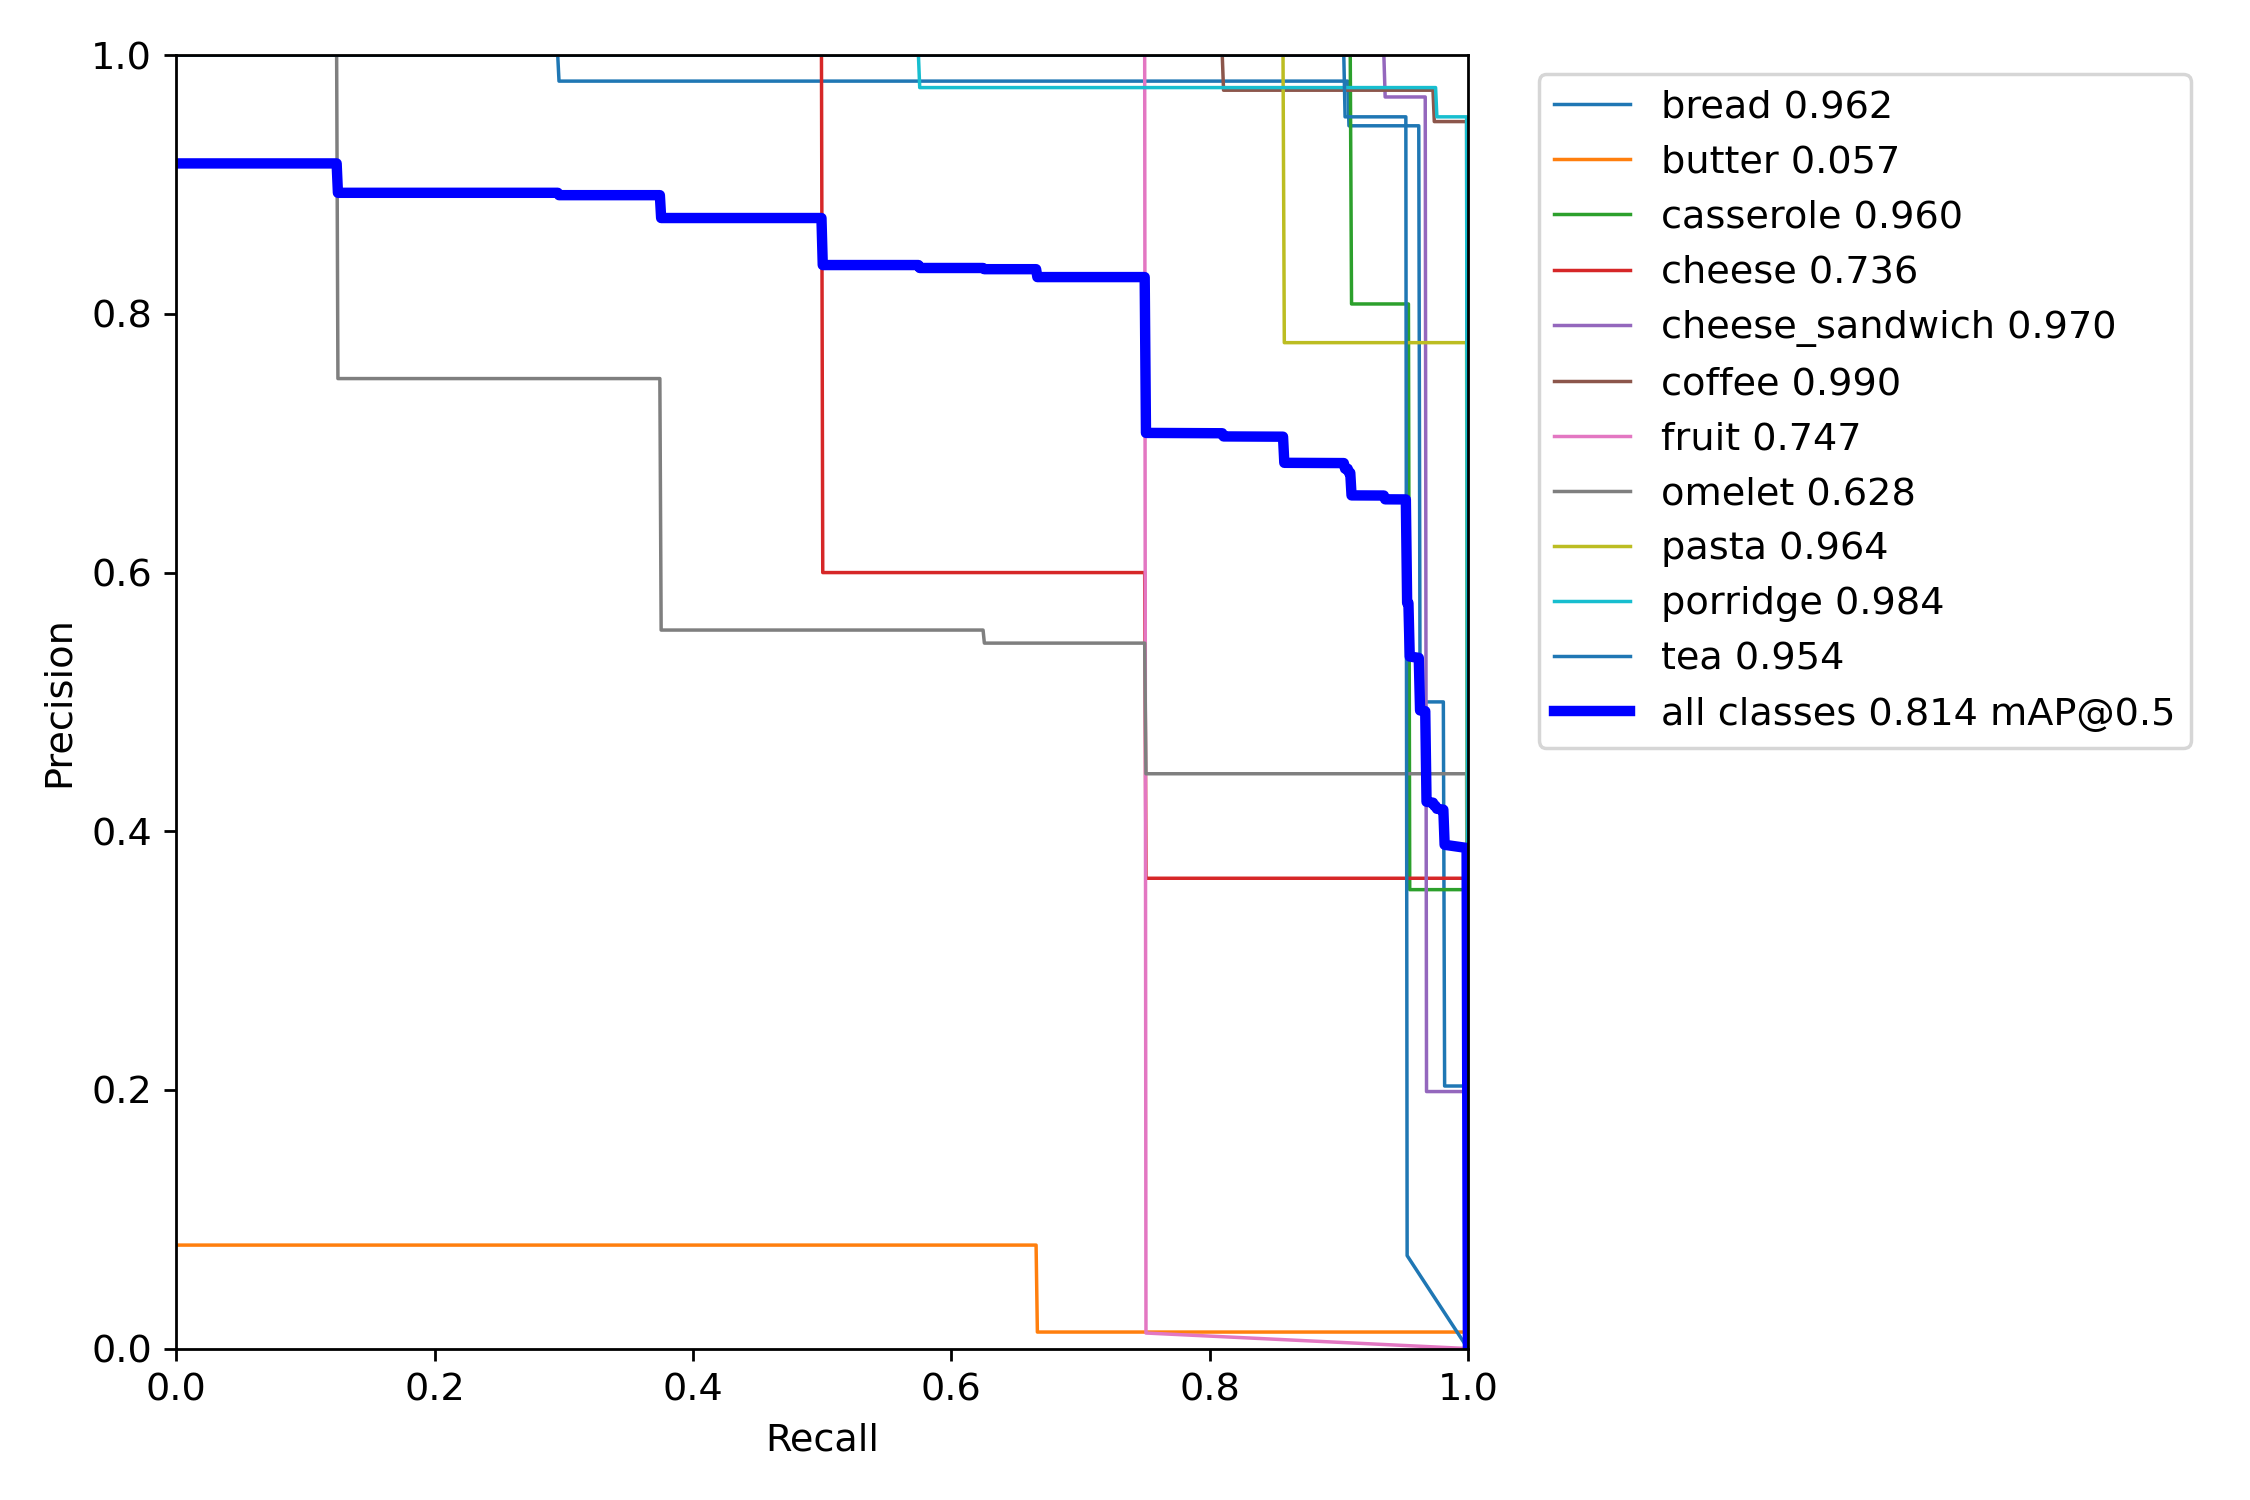 1.0
0.8
0.6
0.4
0.2
0.0
Precision
0.0 0.2 0.4 0.6 0.8 1.0
Recall
bread 0.962
butter 0.057
casserole 0.960
cheese 0.736
cheese_sandwich 0.970
coffee 0.990
fruit 0.747
omelet 0.628
pasta 0.964
porridge 0.984
tea 0.954
all classes 0.814 mAP@0.5